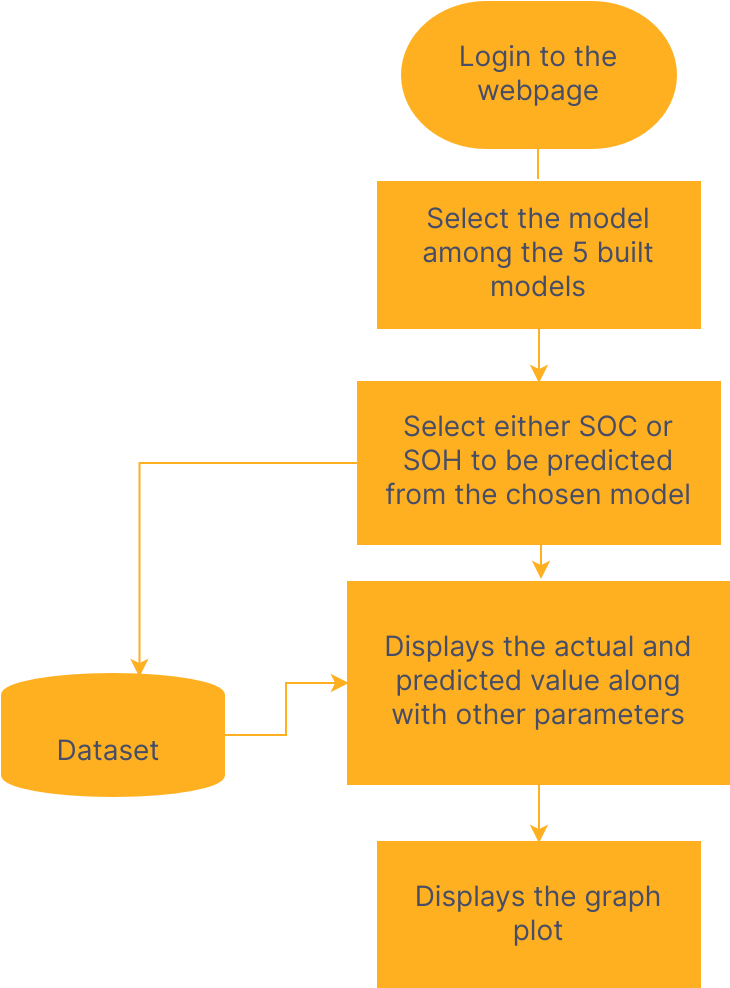 Login to the
webpage
Select the model
among the 5 built
models
Select either SOC or
SOH to be predicted
from the chosen model
Displays the actual and
predicted value along
with other parameters
Dataset
Displays the graph
plot